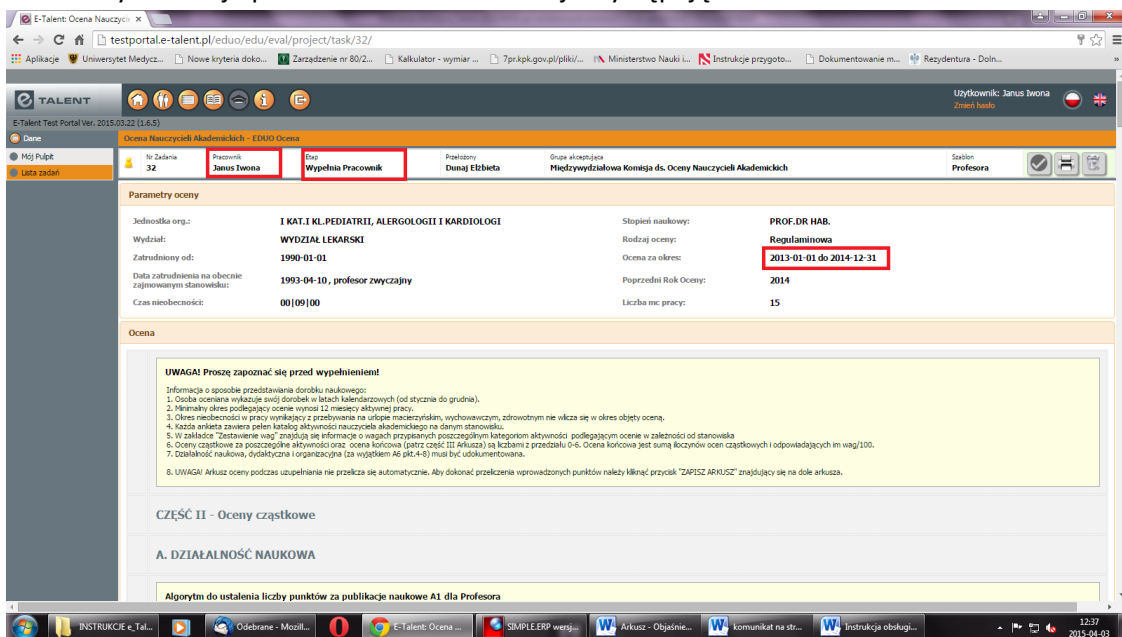 E-Talent: Ocena Nauczyci
testportal.e-talent.pl/eduo/edu/eval/project/task/32/
Aplikacje Uniwersytet Medycz... Nowe kryteria doko... Zarządzenie nr 80/2... Kalkulator - wymiar ... 7pr.kpk.gov.pl/pliki/... Ministerstwo Nauki i... Instrukcje przygoto... Dokumentowanie m... Rezydentura - Doln... »
e TALENT
Użytkownik: Janus Iwona
Zmień hasło
E-Talent Test Portal Ver. 2015.03.22 (1.6.5)
Dane
Ocena Nauczycieli Akademickich - EDUO Ocena
Mój Pulpit
Lista zadań
Nr Zadania Pracownik Etap Przełożony Grupa akceptująca Szablon
32 Janus Iwona Wypełnia Pracownik Dunaj Elżbieta Międzywydziałowa Komisja ds. Oceny Nauczycieli Akademickich Profesora
Parametry oceny
Jednostka org.: I KAT.I KL.PEDIATRII, ALERGOLOGII I KARDIOLOGI Stopień naukowy: PROF.DR HAB.
Wydział: WYDZIAŁ LEKARSKI Rodzaj oceny: Regulaminowa
Zatrudniony od: 1990-01-01 Ocena za okres: 2013-01-01 do 2014-12-31
Data zatrudnienia na obecnie
zajmowanym stanowisku: 1993-04-10 , profesor zwyczajny Poprzedni Rok Oceny: 2014
Czas nieobecności: 00|09|00 Liczba mc pracy: 15
Ocena
UWAGA! Proszę zapoznać się przed wypełnieniem!
Informacja o sposobie przedstawiania dorobku naukowego:
1. Osoba oceniana wykazuje swój dorobek w latach kalendarzowych (od stycznia do grudnia).
2. Minimalny okres podlegający ocenie wynosi 12 miesięcy aktywnej pracy.
3. Okres nieobecności w pracy wynikający z przebywania na urlopie macierzyńskim, wychowawczym, zdrowotnym nie wlicza się w okres objęty oceną.
4. Każda ankieta zawiera pełen katalog aktywności nauczyciela akademickiego na danym stanowisku.
5. W zakładce "Zestawienie wag" znajdują się informacje o wagach przypisanych poszczególnym kategoriom aktywności podlegającym ocenie w zależności od stanowiska
6. Oceny cząstkowe za poszczególne aktywności oraz ocena końcowa (patrz część III Arkusza) są liczbami z przedziału 0-6. Ocena końcowa jest sumą iloczynów ocen cząstkowych i odpowiadających im wag/100.
7. Działalność naukowa, dydaktyczna i organizacyjna (za wyjątkiem A6 pkt.4-8) musi być udokumentowana.
8. UWAGA! Arkusz oceny podczas uzupełniania nie przelicza się automatycznie. Aby dokonać przeliczenia wprowadzonych punktów należy kliknąć przycisk "ZAPISZ ARKUSZ" znajdujący się na dole arkusza.
CZĘŚĆ II - Oceny cząstkowe
A. DZIAŁALNOŚĆ NAUKOWA
Algorytm do ustalenia liczby punktów za publikacje naukowe A1 dla Profesora
INSTRUKCJE e_Tal... Odebrane - Mozill... E-Talent: Ocena ... SIMPLE.ERP wersj... Arkusz - Objaśnie... komunikat na str... Instrukcja obsługi... 12:37
2015-04-03